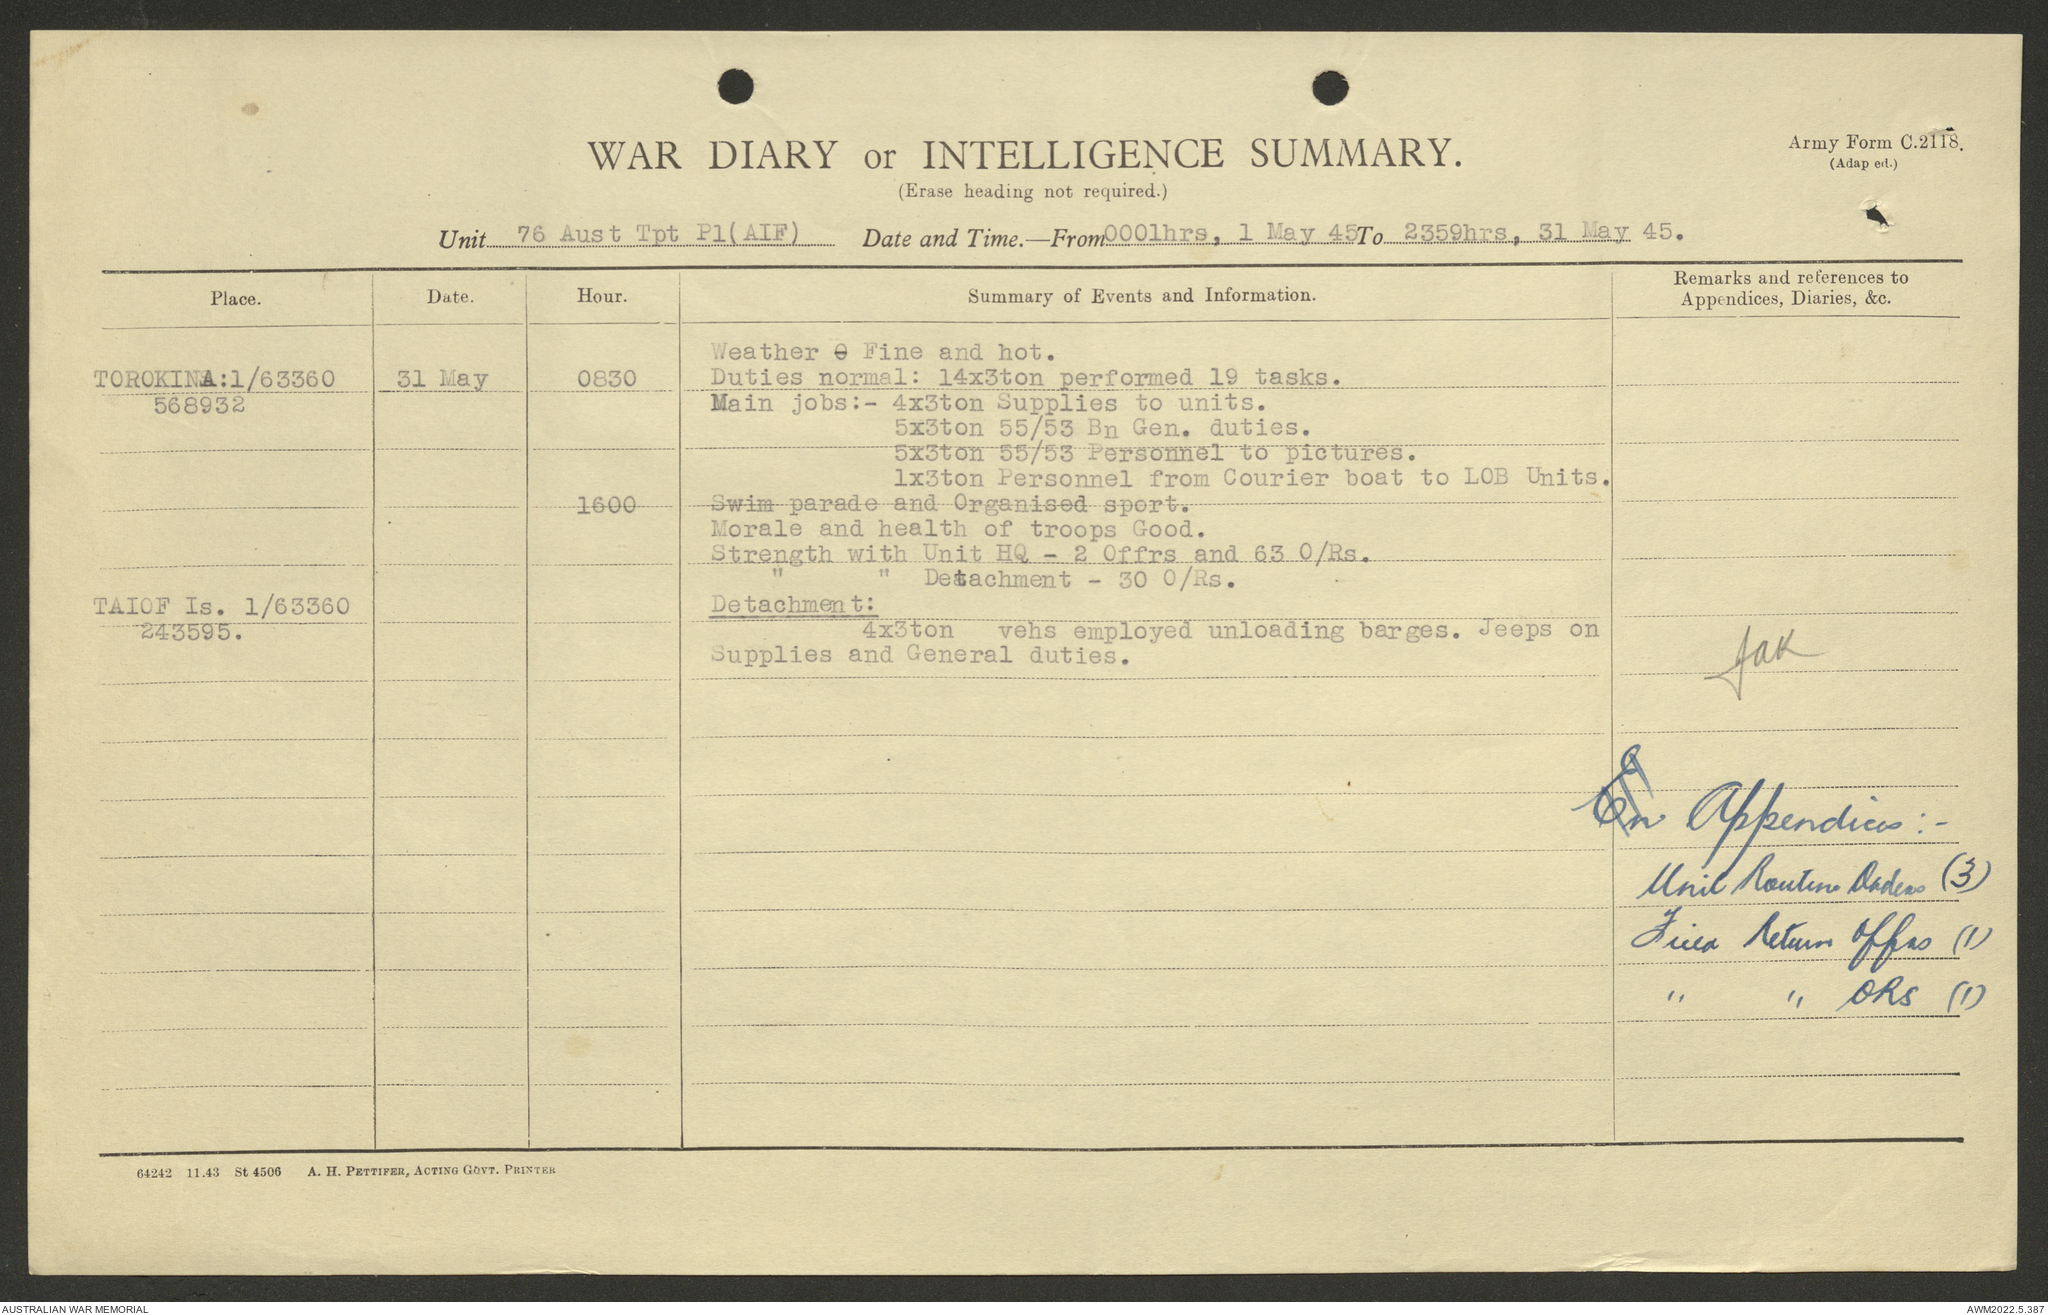 WAR DIARY or INTELLIGENCE SUMMARY.
Army Form C.2118.
(Adapted.)
(Erase heading not required.)
Unit 76 Aust Tpt Pl(AIF) Date and Time.—From 0001hrs, 1 May 45 To 2359hrs, 31 May 45.
Place. Date. Hour. Summary of Events and Information. Remarks and references to
Appendices, Diaries, &c.
Weather Fine and hot.
TOROKINA:1/63360 31 May 0830 Duties normal: 14x3ton performed 19 tasks.
568932 Main jobs:- 4x3ton Supplies to units.
5x3ton 55/53 Bn Gen. duties.
5x3ton 55/53 Personnel to pictures.
1x3ton Personnel from Courier boat to LOB Units.
1600 Swim parade and Organised sport.
Morale and health of troops Good.
Strength with Unit HQ - 2 Offrs and 63 O/Rs.
" " Detachment - 30 O/Rs.
TAIOF Is. 1/63360 Detachment:
243595. 4x3ton vehs employed unloading barges. Jeeps on
Supplies and General duties.
Appendices:-
Unit Routine Orders (3)
Field Return Offrs (1)
" " ORs (1)
64242 11.43 St 4506 A. H. PETTIFER, ACTING GOVT. PRINTER
AUSTRALIAN WAR MEMORIAL
AWM2022.5.387